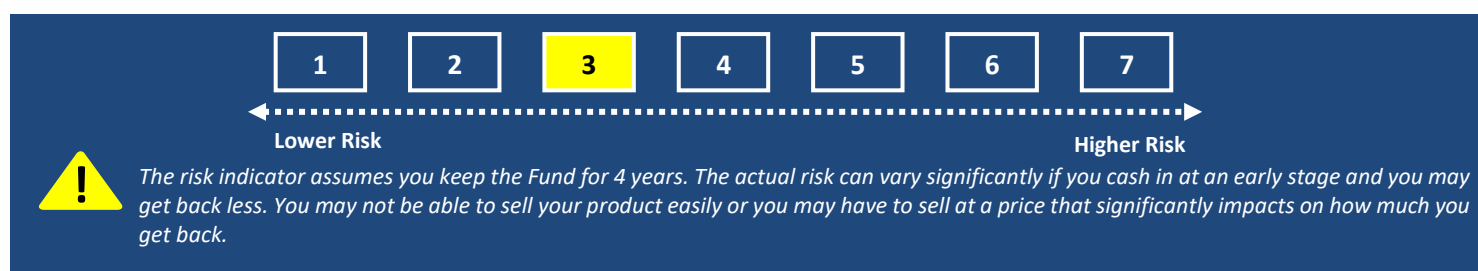 1 2 3 4 5 6 7
Lower Risk Higher Risk
!
The risk indicator assumes you keep the Fund for 4 years. The actual risk can vary significantly if you cash in at an early stage and you may
get back less. You may not be able to sell your product easily or you may have to sell at a price that significantly impacts on how much you
get back.